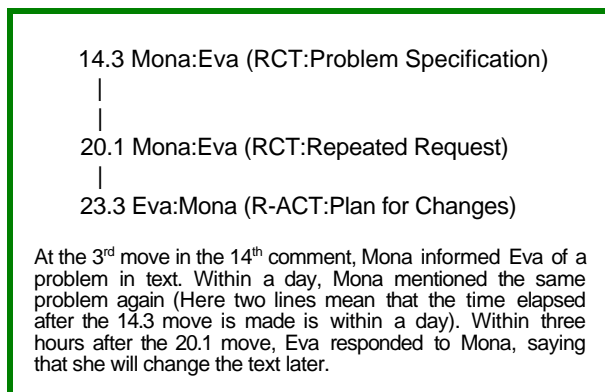 14.3 Mona:Eva (RCT:Problem Specification)
|
|
20.1 Mona:Eva (RCT:Repeated Request)
|
23.3 Eva:Mona (R-ACT:Plan for Changes)
At the 3rd move in the 14th comment, Mona informed Eva of a
problem in text. Within a day, Mona mentioned the same
problem again (Here two lines mean that the time elapsed
after the 14.3 move is made is within a day). Within three
hours after the 20.1 move, Eva responded to Mona, saying
that she will change the text later.